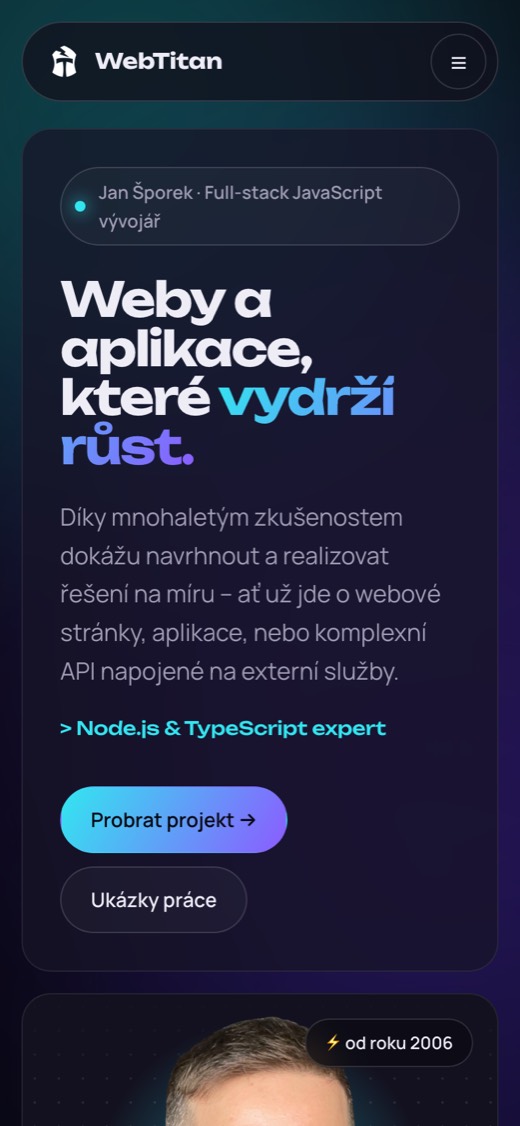 WebTitan
Jan Šporek · Full-stack JavaScript
vývojář
Weby a
aplikace,
které vydrží
růst.
Díky mnohaletým zkušenostem
dokážu navrhnout a realizovat
řešení na míru – ať už jde o webové
stránky, aplikace, nebo komplexní
API napojené na externí služby.
> Node.js & TypeScript expert
Probrat projekt →
Ukázky práce
⚡ od roku 2006